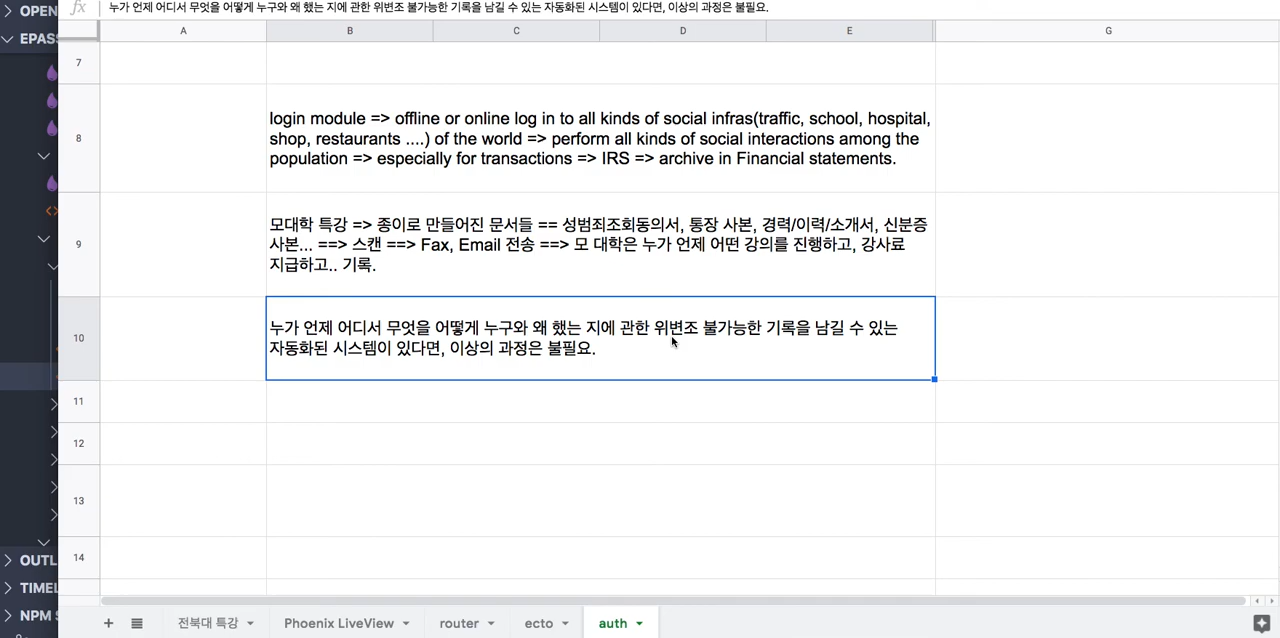 OPEN
fx 누가 언제 어디서 무엇을 어떻게 누구와 왜 했는 지에 관한 위변조 불가능한 기록을 남길 수 있는 자동화된 시스템이 있다면, 이상의 과정은 불필요.
A B C D E G
EPAS
7
8
login module => offline or online log in to all kinds of social infras(traffic, school, hospital,
shop, restaurants ....) of the world => perform all kinds of social interactions among the
population => especially for transactions => IRS => archive in Financial statements.
9
모대학 특강 => 종이로 만들어진 문서들 == 성범죄조회동의서, 통장 사본, 경력/이력/소개서, 신분증
사본... ==> 스캔 ==> Fax, Email 전송 ==> 모 대학은 누가 언제 어떤 강의를 진행하고, 강사료
지급하고.. 기록.
10
누가 언제 어디서 무엇을 어떻게 누구와 왜 했는 지에 관한 위변조 불가능한 기록을 남길 수 있는
자동화된 시스템이 있다면, 이상의 과정은 불필요.
11
12
13
14
OUTL
TIMEL
NPM S
전북대 특강 Phoenix LiveView router ecto auth